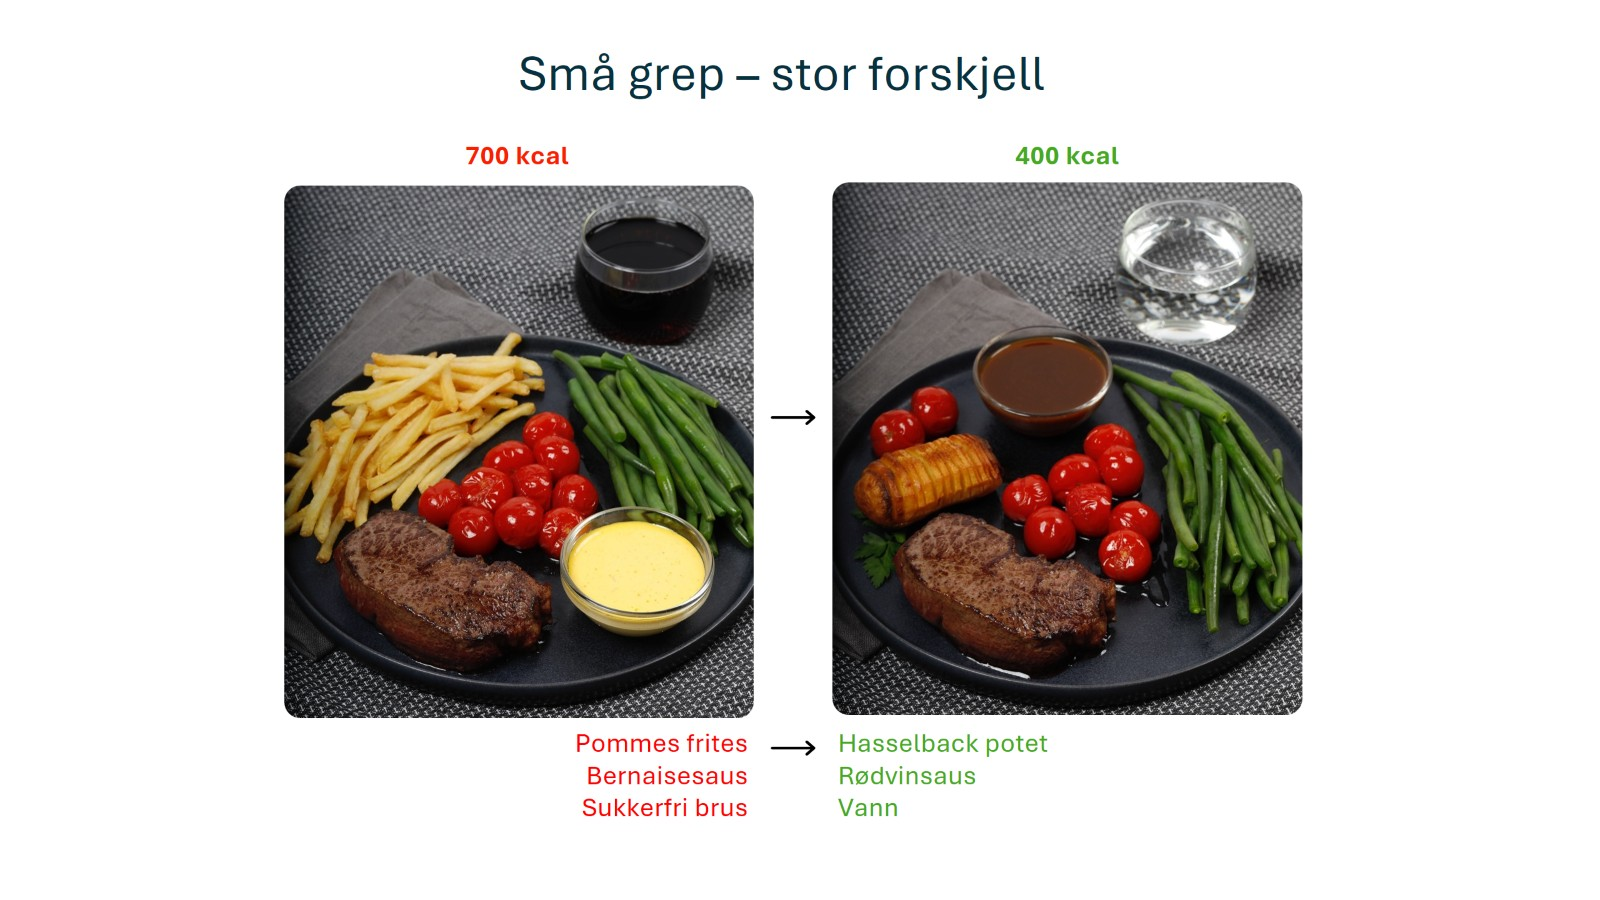 Små grep – stor forskjell
700 kcal
400 kcal
Pommes frites
Bernaisesaus
Sukkerfri brus
Hasselback potet
Rødvinsaus
Vann